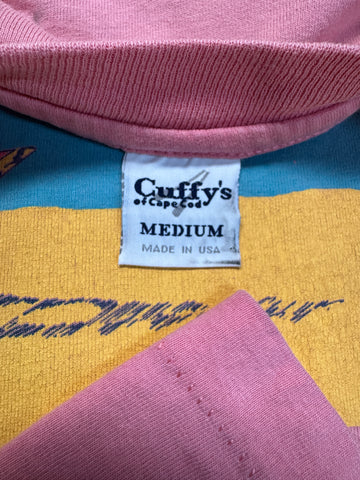 Cuffy's
of Cape Cod
MEDIUM
MADE IN USA